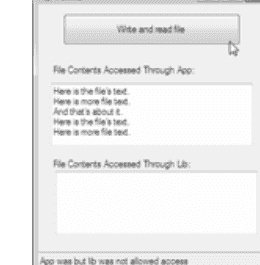 Write and read file
File Contents Accessed Through App:
Here is the file's text.
Here is more file text.
And that's about it.
Here is the file's text.
Here is more file text.
File Contents Accessed Through Lib:
App was but lib was not allowed access